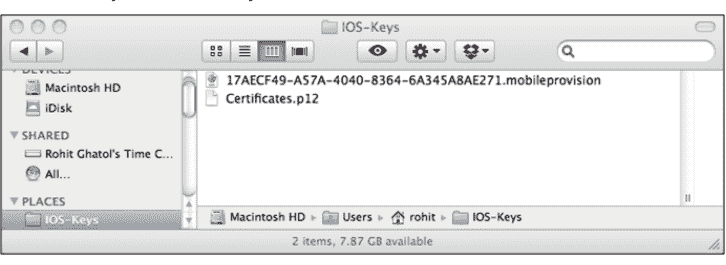 IOS-Keys
DEVICES
Macintosh HD
iDisk
SHARED
Rohit Ghatol's Time C...
All...
PLACES
IOS-Keys
17AECF49-A57A-4040-8364-6A345A8AE271.mobileprovision
Certificates.p12
Macintosh HD ▸ Users ▸ rohit ▸ IOS-Keys
2 items, 7.87 GB available